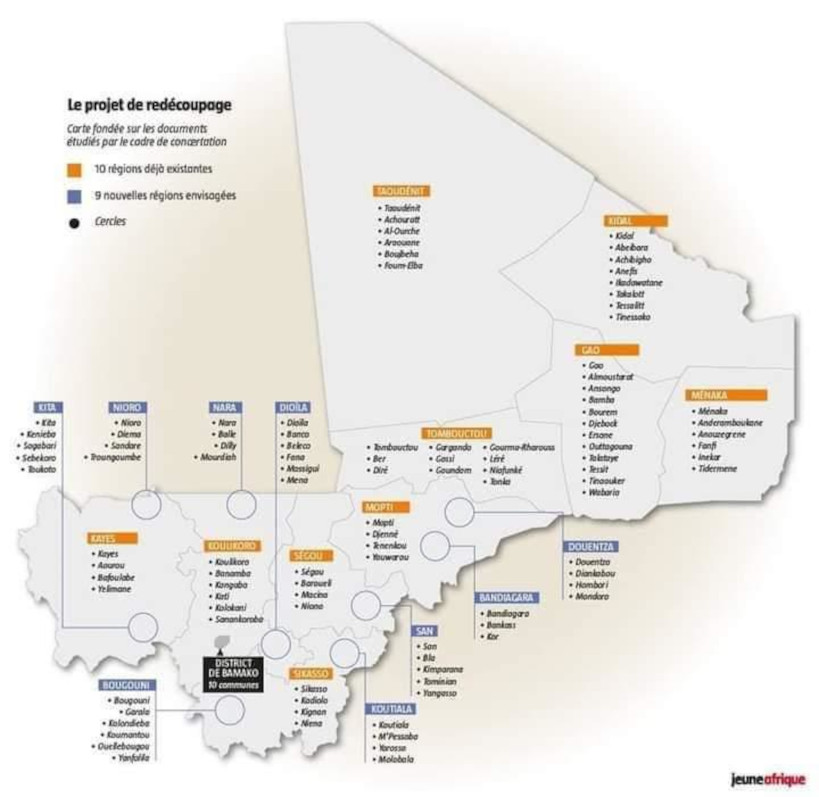 Le projet de redécoupage
Carte fondée sur les documents
étudiés par le cadre de concertation
10 régions déjà existantes
9 nouvelles régions envisagées
Cercles
TAOUDÉNIT
• Taoudénit
• Achouratt
• Al-Ourche
• Araouane
• Boujbeha
• Foum-Elba
KIDAL
• Kidal
• Abeibara
• Achibigho
• Anefis
• Ikadawatane
• Takalott
• Tessalitt
• Tinessako
GAO
• Gao
• Almoustarat
• Ansongo
• Bamba
• Bourem
• Djebock
• Ersane
• Outtagouna
• Talataye
• Tessit
• Tinaouker
• Wabaria
MÉNAKA
• Ménaka
• Anderamboukane
• Anouzegrene
• Fanfi
• Inekar
• Tidermene
KITA
• Kita
• Kenieba
• Sagabari
• Sebekoro
• Toukoto
NIORO
• Nioro
• Diema
• Sandare
• Troungoumbe
NARA
• Nara
• Balle
• Dilly
• Mourdiah
DIOÏLA
• Dioïla
• Banco
• Beleco
• Fana
• Massigui
• Mena
TOMBOUCTOU
• Tombouctou
• Ber
• Diré
• Gargando
• Gossi
• Goundom
• Gourma-Rharouss
• Léré
• Niafunké
• Tonka
MOPTI
• Mopti
• Djenné
• Tenenkou
• Youwarou
KAYES
• Kayes
• Aourou
• Bafoulabe
• Yelimane
KOULIKORO
• Koulikoro
• Banamba
• Kangaba
• Kati
• Kolokani
• Sanankoroba
SÉGOU
• Ségou
• Baroueli
• Macina
• Niono
DOUENTZA
• Douentza
• Diankabou
• Hombori
• Mondoro
BANDIAGARA
• Bandiagara
• Bankass
• Kor
SAN
• San
• Bla
• Kimparana
• Tominian
• Yangasso
DISTRICT
DE BAMAKO
10 communes
SIKASSO
• Sikasso
• Kadiolo
• Kignan
• Niena
BOUGOUNI
• Bougouni
• Garalo
• Kolondieba
• Koumantou
• Ouellebougou
• Yanfolila
KOUTIALA
• Koutiala
• M'Pessoba
• Yorosso
• Molobala
jeuneafrique